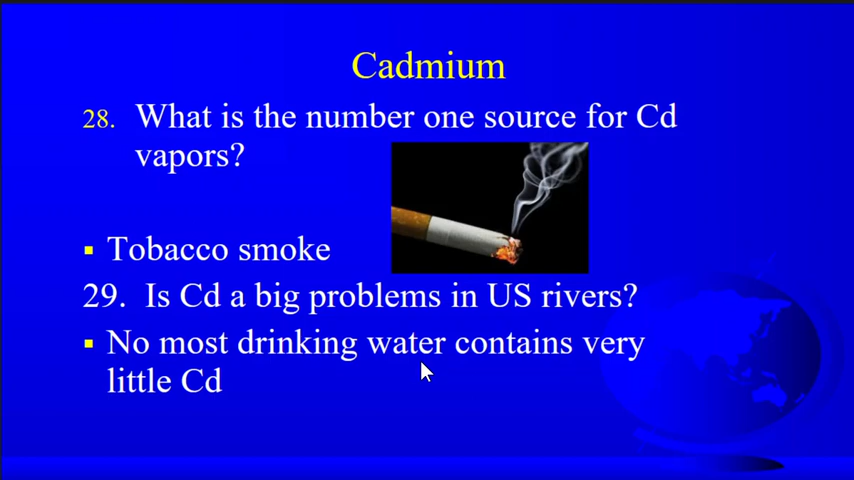 Cadmium
28. What is the number one source for Cd
vapors?
▪ Tobacco smoke
29. Is Cd a big problems in US rivers?
▪ No most drinking water contains very
little Cd